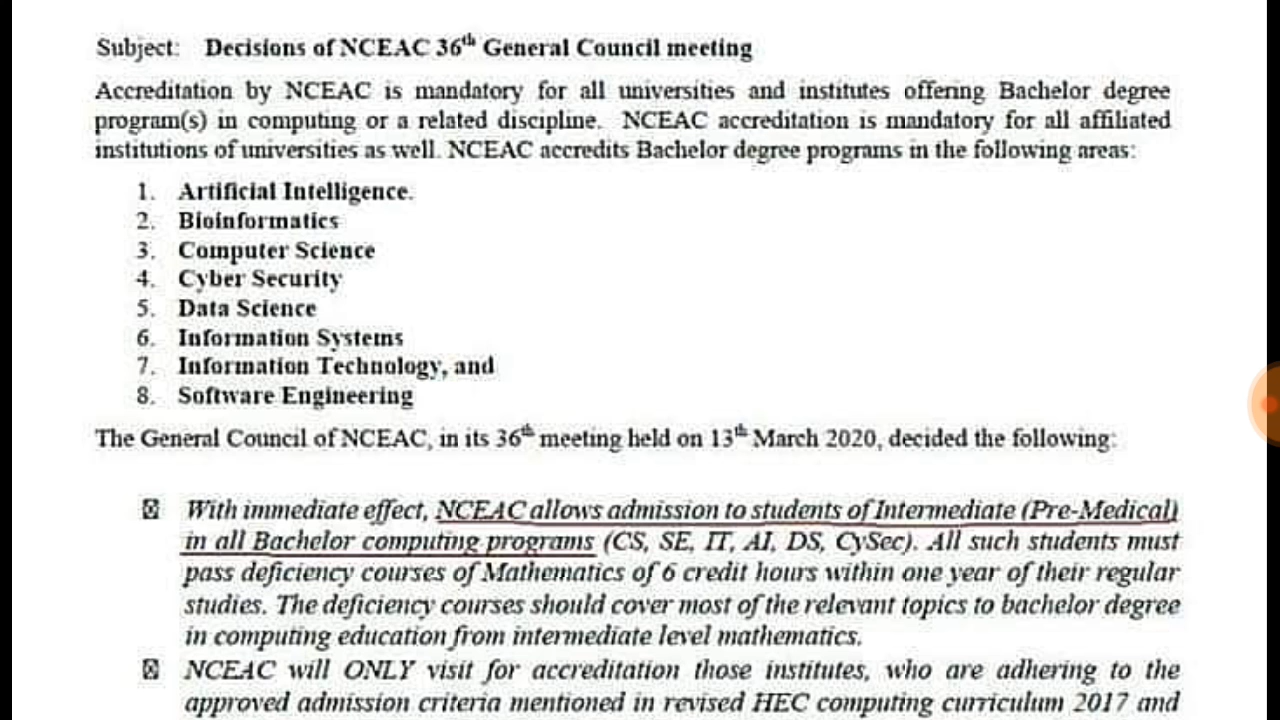 Subject: Decisions of NCEAC 36th General Council meeting
Accreditation by NCEAC is mandatory for all universities and institutes offering Bachelor degree
program(s) in computing or a related discipline. NCEAC accreditation is mandatory for all affiliated
institutions of universities as well. NCEAC accredits Bachelor degree programs in the following areas:
1. Artificial Intelligence.
2. Bioinformatics
3. Computer Science
4. Cyber Security
5. Data Science
6. Information Systems
7. Information Technology, and
8. Software Engineering
The General Council of NCEAC, in its 36th meeting held on 13th March 2020, decided the following:
With immediate effect, NCEAC allows admission to students of Intermediate (Pre-Medical)
in all Bachelor computing programs (CS, SE, IT, AI, DS, CySec). All such students must
pass deficiency courses of Mathematics of 6 credit hours within one year of their regular
studies. The deficiency courses should cover most of the relevant topics to bachelor degree
in computing education from intermediate level mathematics.
NCEAC will ONLY visit for accreditation those institutes, who are adhering to the
approved admission criteria mentioned in revised HEC computing curriculum 2017 and